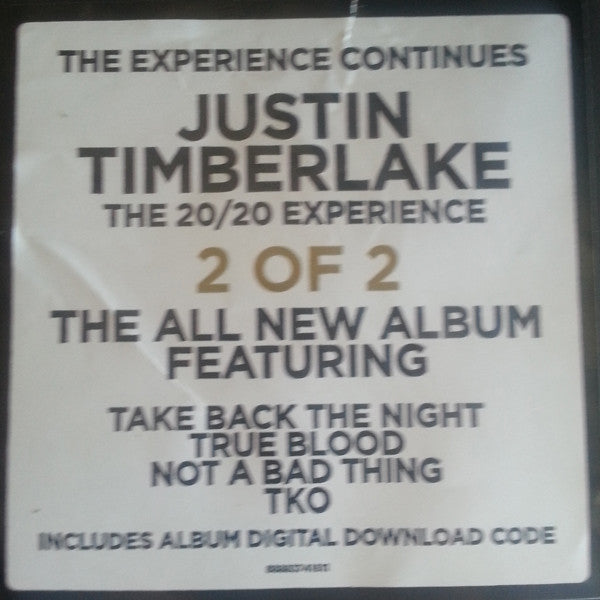 THE EXPERIENCE CONTINUES
JUSTIN
TIMBERLAKE
THE 20/20 EXPERIENCE
2 OF 2
THE ALL NEW ALBUM
FEATURING
TAKE BACK THE NIGHT
TRUE BLOOD
NOT A BAD THING
TKO
INCLUDES ALBUM DIGITAL DOWNLOAD CODE